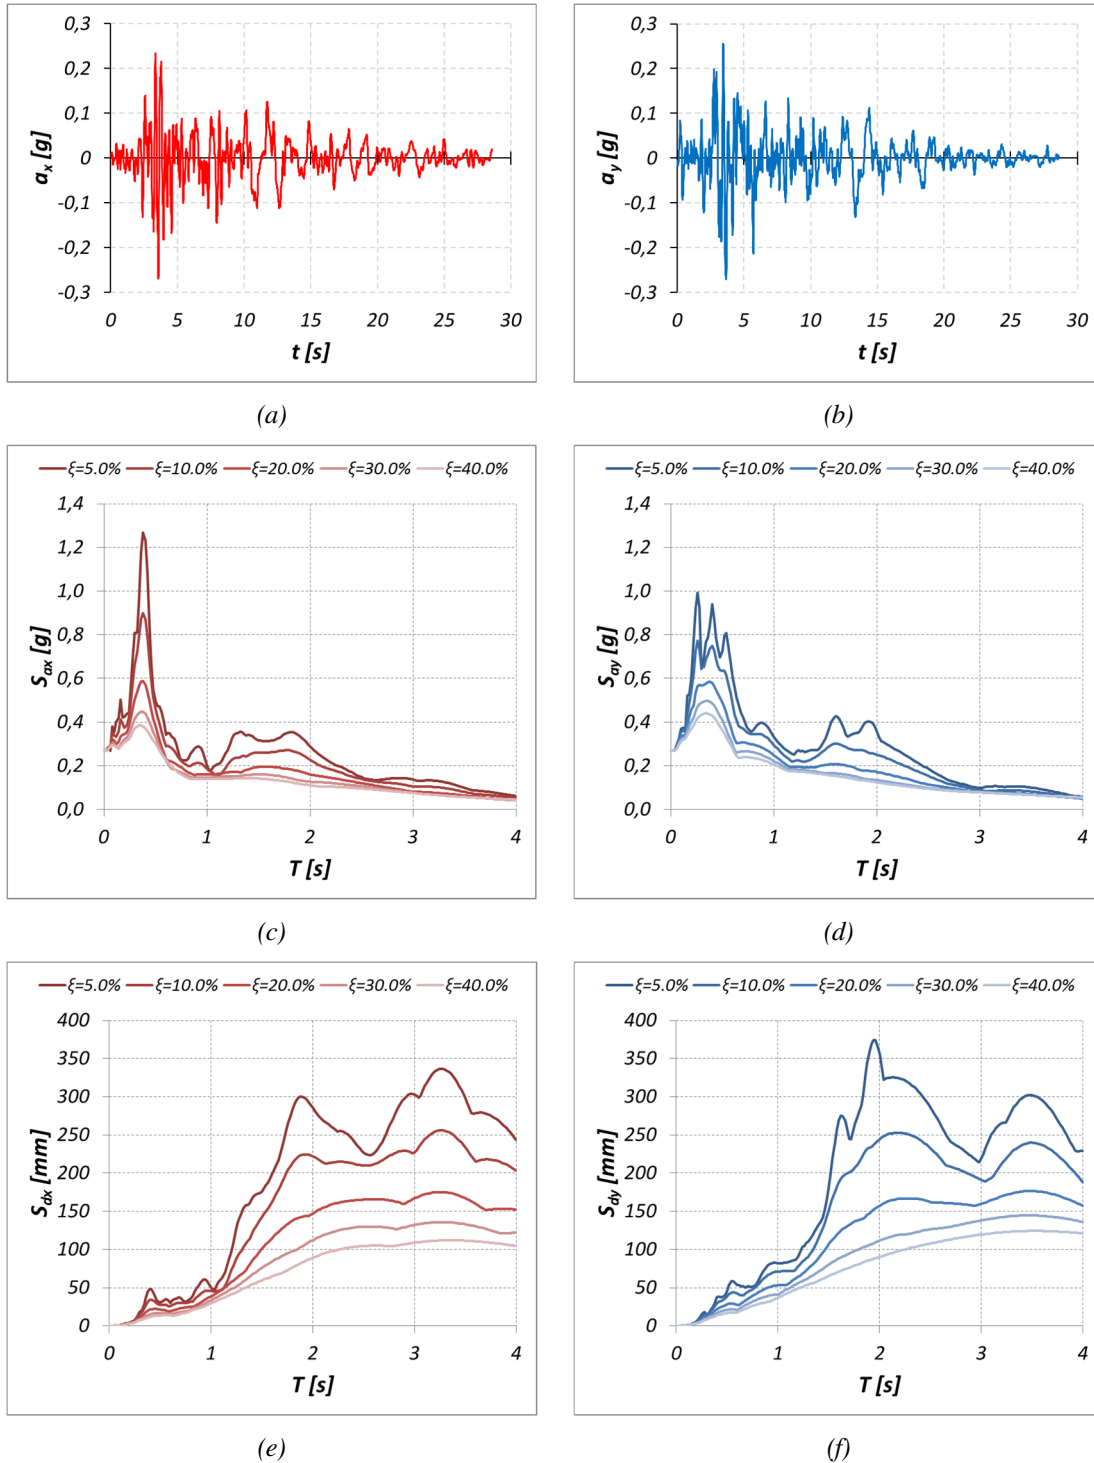 0,3
0,2
0,1
0
-0,1
-0,2
-0,3
a_x [g]
0 5 10 15 20 25 30
t [s]
(a)
0,3
0,2
0,1
0
-0,1
-0,2
-0,3
a_y [g]
0 5 10 15 20 25 30
t [s]
(b)
ξ=5.0% ξ=10.0% ξ=20.0% ξ=30.0% ξ=40.0%
1,4
1,2
1,0
0,8
0,6
0,4
0,2
0,0
S_ax [g]
0 1 2 3 4
T [s]
(c)
ξ=5.0% ξ=10.0% ξ=20.0% ξ=30.0% ξ=40.0%
1,4
1,2
1,0
0,8
0,6
0,4
0,2
0,0
S_ay [g]
0 1 2 3 4
T [s]
(d)
ξ=5.0% ξ=10.0% ξ=20.0% ξ=30.0% ξ=40.0%
400
350
300
250
200
150
100
50
0
S_dx [mm]
0 1 2 3 4
T [s]
(e)
ξ=5.0% ξ=10.0% ξ=20.0% ξ=30.0% ξ=40.0%
400
350
300
250
200
150
100
50
0
S_dy [mm]
0 1 2 3 4
T [s]
(f)